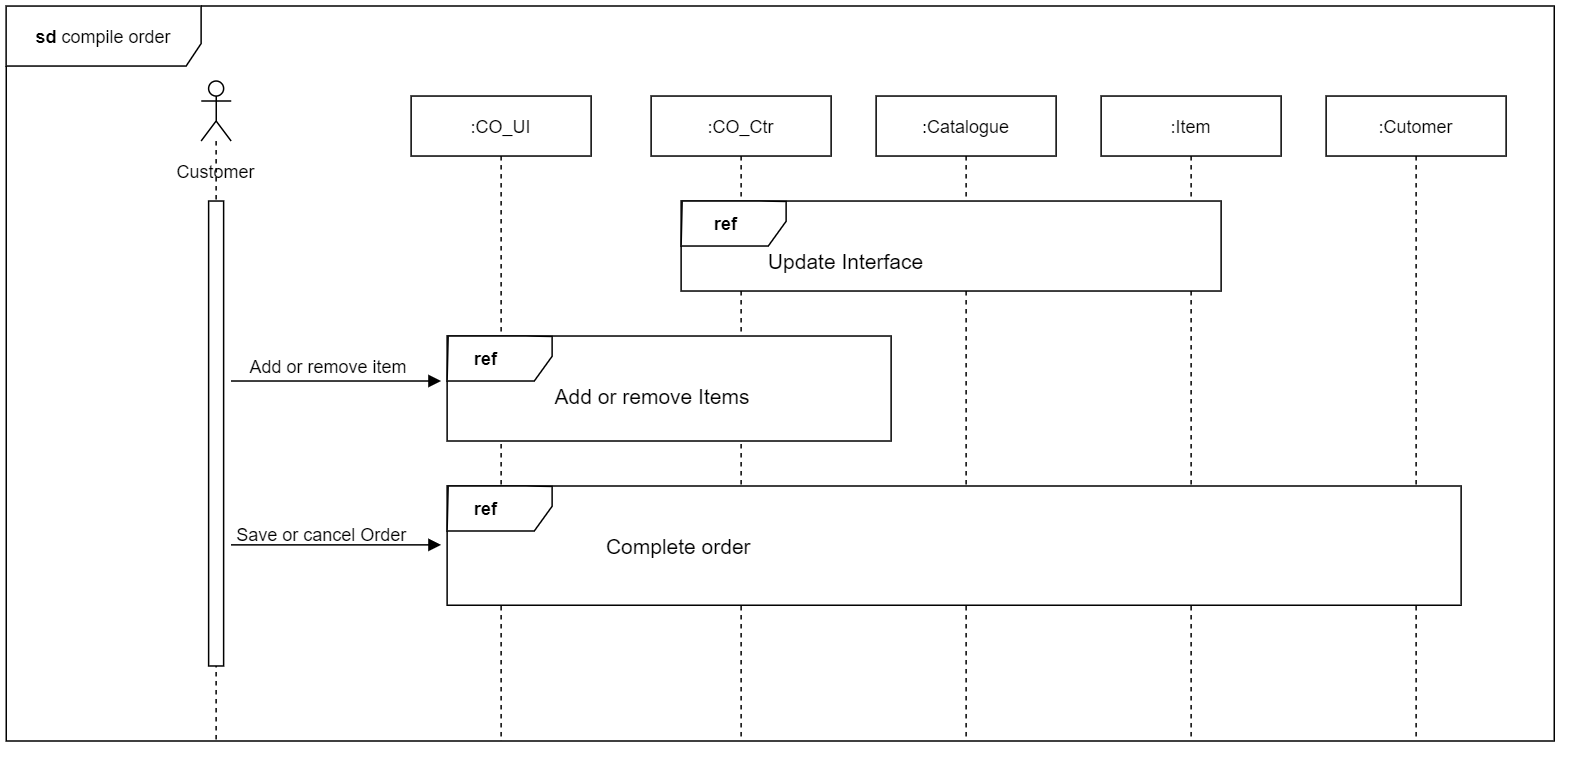 sd compile order
Customer
:CO_UI
:CO_Ctr
:Catalogue
:Item
:Cutomer
ref
Update Interface
Add or remove item
ref
Add or remove Items
Save or cancel Order
ref
Complete order